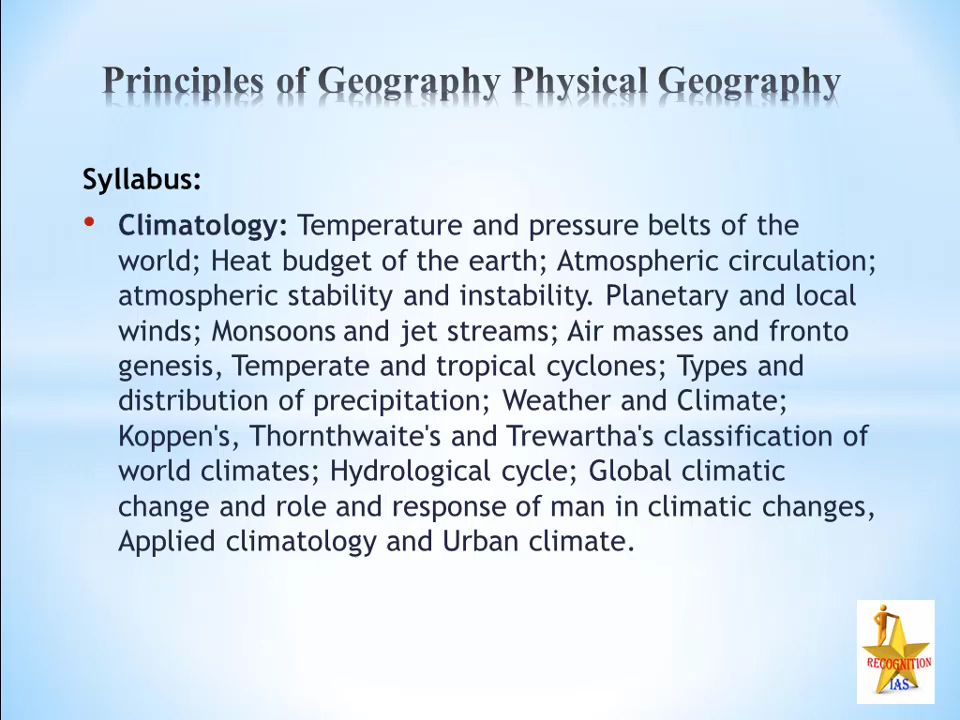 Principles of Geography Physical Geography
Syllabus:
• Climatology: Temperature and pressure belts of the
world; Heat budget of the earth; Atmospheric circulation;
atmospheric stability and instability. Planetary and local
winds; Monsoons and jet streams; Air masses and fronto
genesis, Temperate and tropical cyclones; Types and
distribution of precipitation; Weather and Climate;
Koppen's, Thornthwaite's and Trewartha's classification of
world climates; Hydrological cycle; Global climatic
change and role and response of man in climatic changes,
Applied climatology and Urban climate.
RECOGNITION
IAS